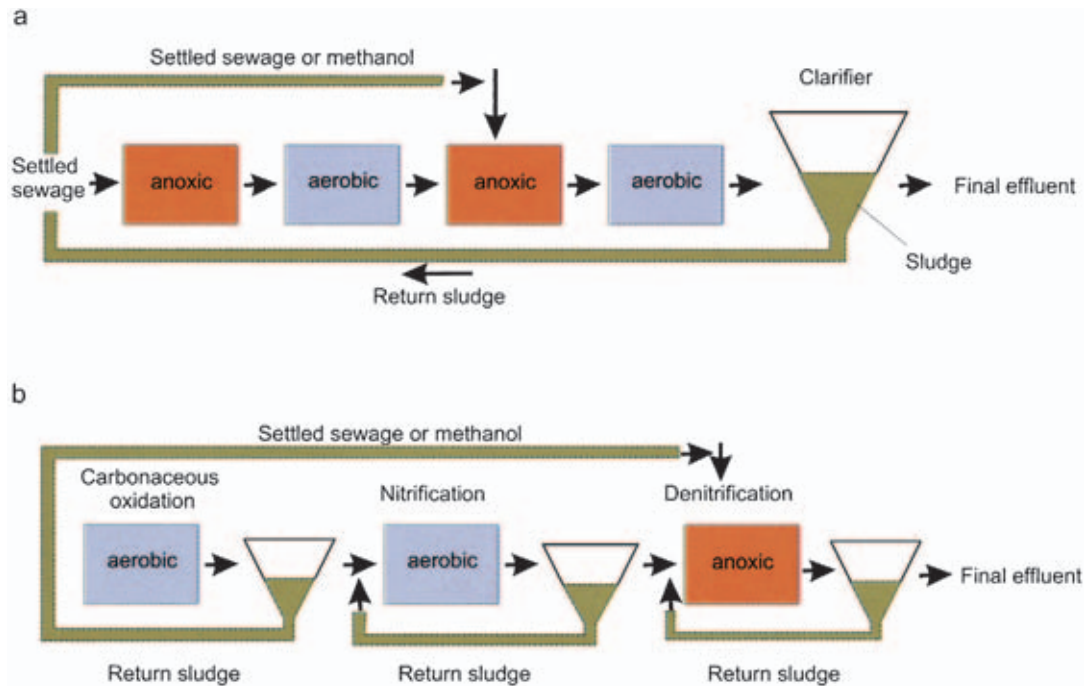 a
Settled sewage or methanol
Clarifier
Settled
sewage
anoxic
aerobic
anoxic
aerobic
Final effluent
Sludge
Return sludge
b
Settled sewage or methanol
Carbonaceous
oxidation
Nitrification
Denitrification
aerobic
aerobic
anoxic
Final effluent
Return sludge
Return sludge
Return sludge